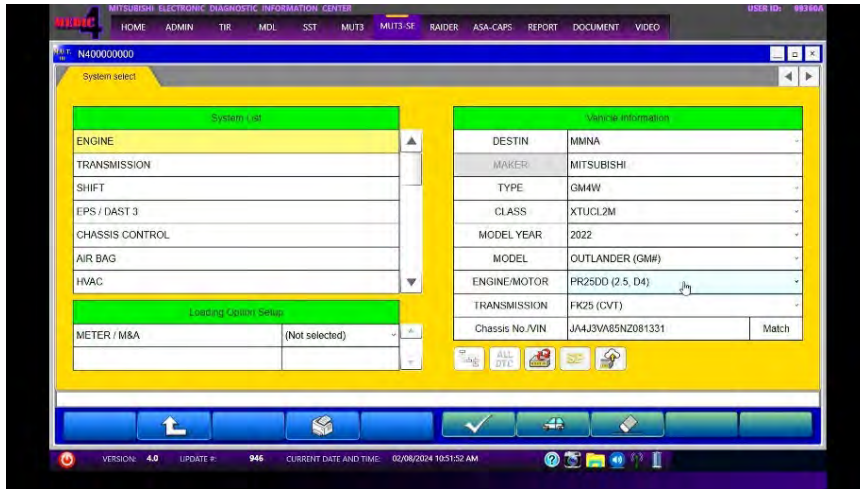 MITSUBISHI ELECTRONIC DIAGNOSTIC INFORMATION CENTER
USER ID: 99360A
MEDIC 4
HOME ADMIN TIR MDL SST MUT3 MUT3-SE RAIDER ASA-CAPS REPORT DOCUMENT VIDEO
N400000000
System select
System List
ENGINE
TRANSMISSION
SHIFT
EPS / DAST 3
CHASSIS CONTROL
AIR BAG
HVAC
Loading Option Setup
METER / M&A (Not selected)
Vehicle Information
DESTIN MMNA
MAKER MITSUBISHI
TYPE GM4W
CLASS XTUCL2M
MODEL YEAR 2022
MODEL OUTLANDER (GM#)
ENGINE/MOTOR PR25DD (2.5, D4)
TRANSMISSION FK25 (CVT)
Chassis No./VIN JA4J3VA85NZ081331 Match
ALL DTC
VERSION: 4.0 UPDATE #: 946 CURRENT DATE AND TIME: 02/08/2024 10:51:52 AM